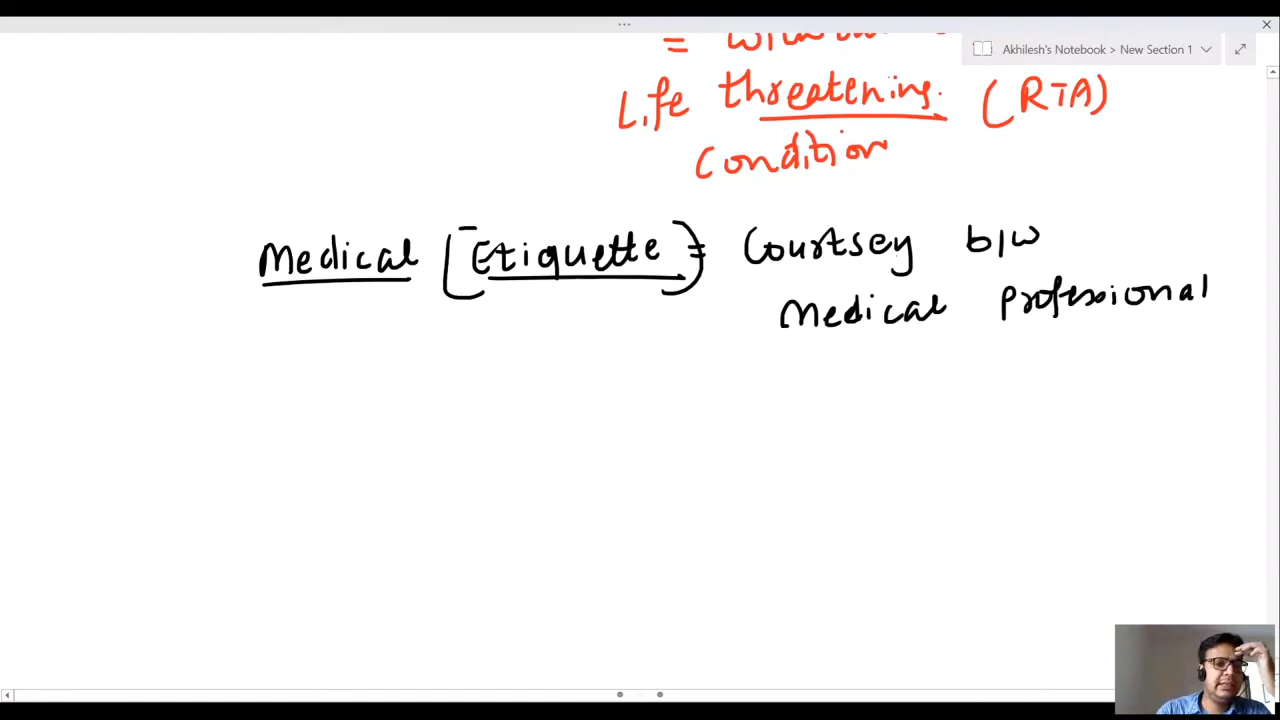 Akhilesh's Notebook > New Section 1
=
Life threatening. (RTA)
Condition
Medical [Etiquette) = Courtsey b/w
Medical Professional